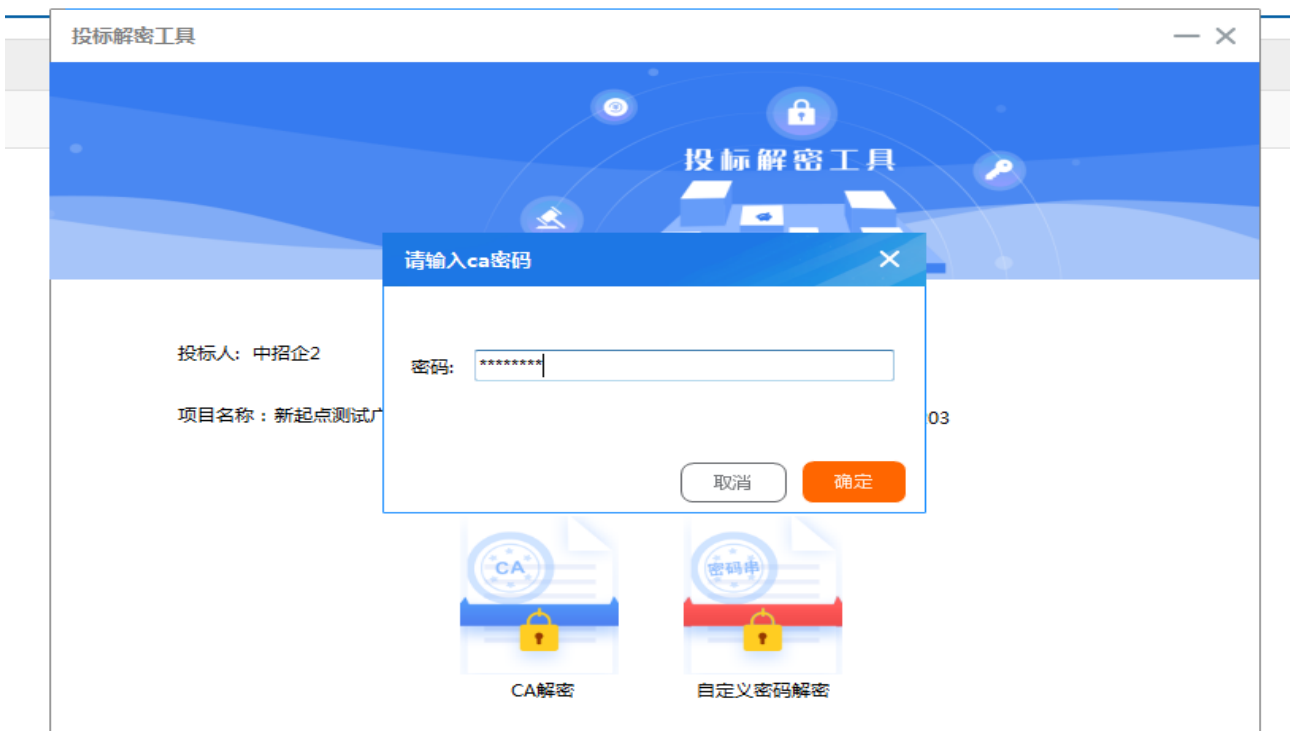 投标解密工具
投标解密工具
请输入ca密码
投标人: 中招企2
密码: ********
项目名称：新起点测试广
03
取消
确定
CA
密码串
CA解密
自定义密码解密